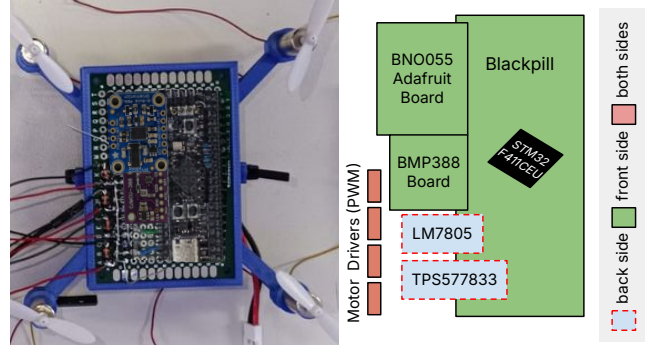 BNO055
Adafruit
Board
Blackpill
STM32
F411CEU
BMP388
Board
LM7805
TPS577833
Motor Drivers (PWM)
back side
front side
both sides